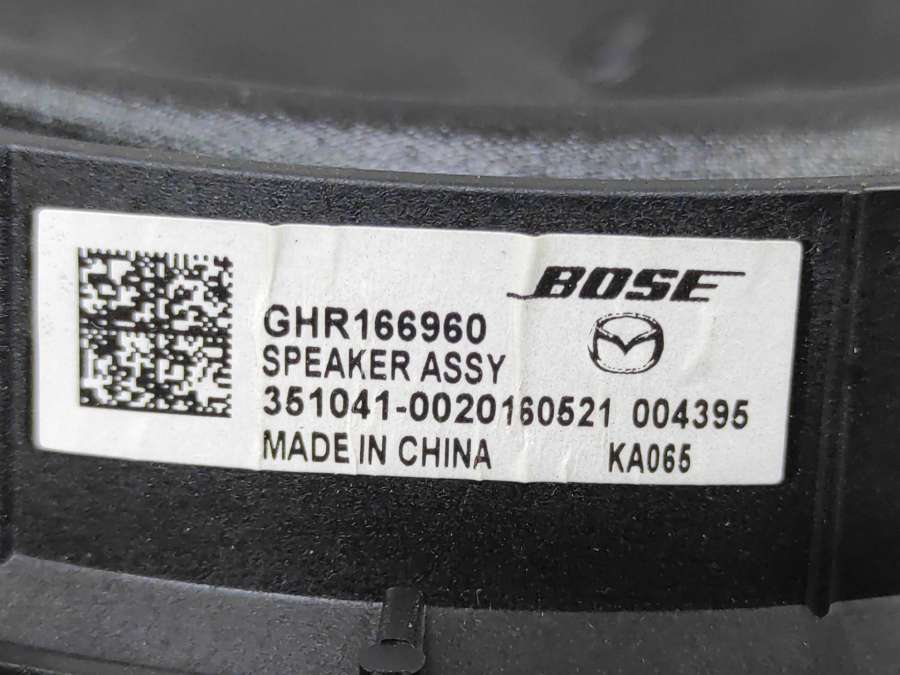 BOSE
GHR166960
SPEAKER ASSY
351041-0020160521 004395
MADE IN CHINA KA065